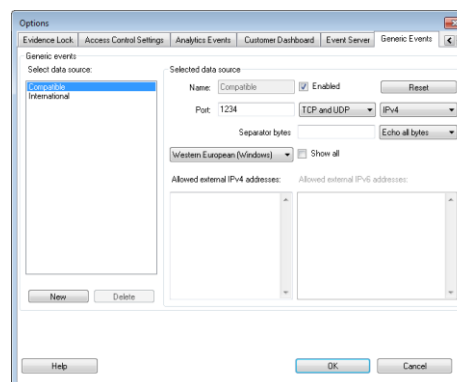 Options
Evidence Lock Access Control Settings Analytics Events Customer Dashboard Event Server Generic Events
Generic events
Select data source:
Compatible
International
New Delete
Selected data source
Name: Compatible Enabled Reset
Port: 1234 TCP and UDP IPv4
Separator bytes Echo all bytes
Western European (Windows) Show all
Allowed external IPv4 addresses: Allowed external IPv6 addresses:
Help OK Cancel